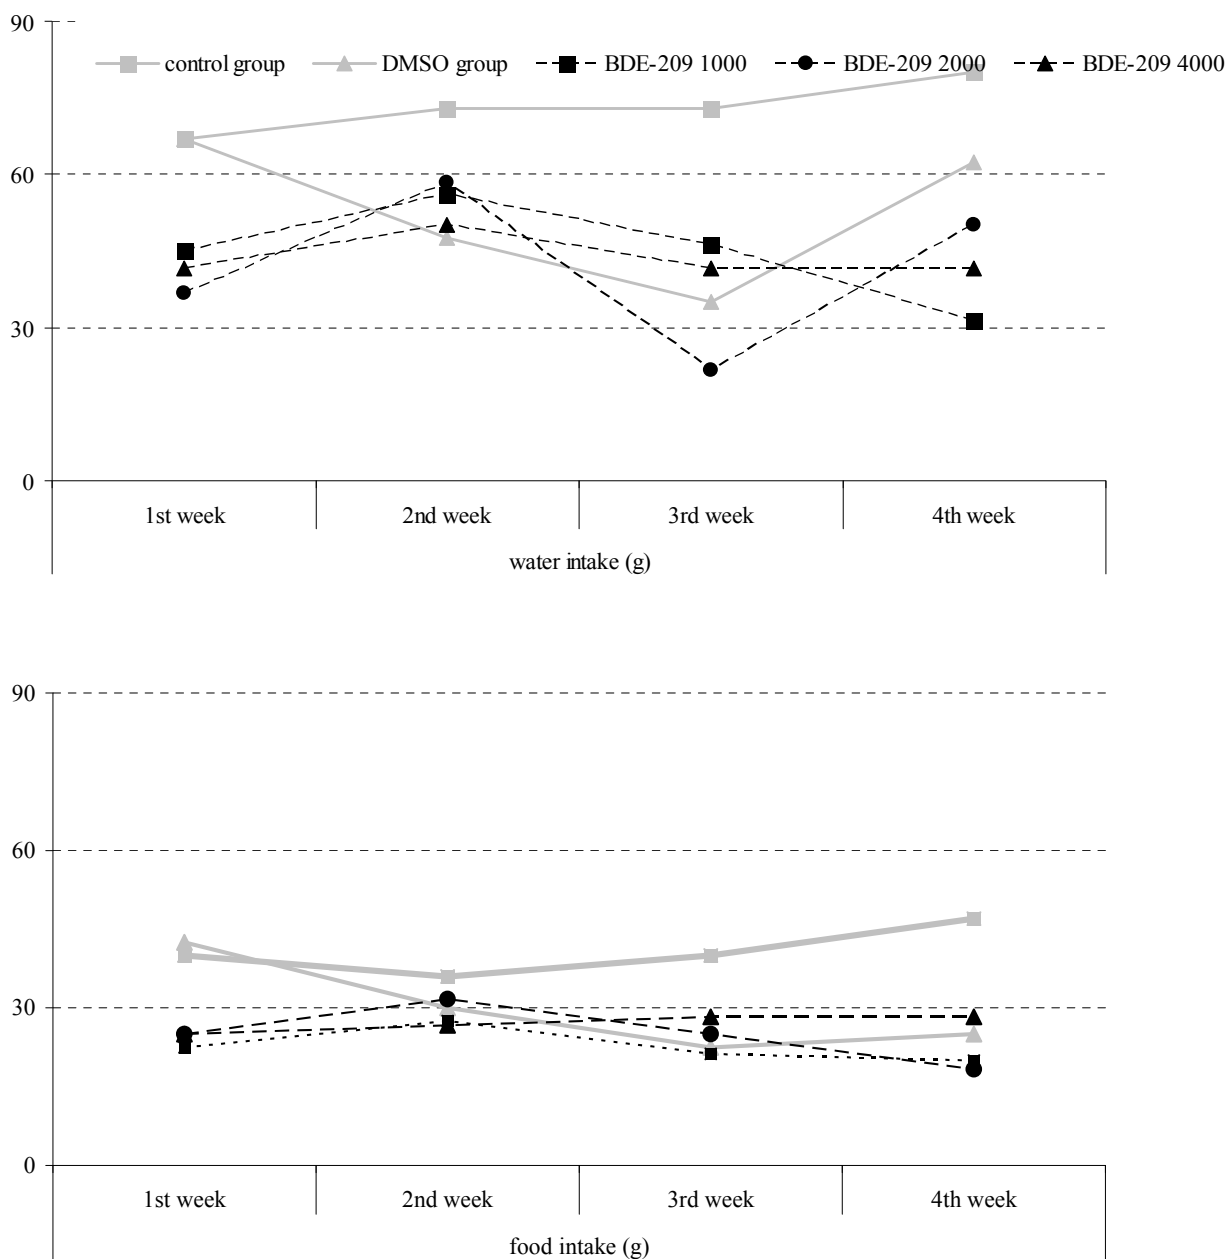 90
control group DMSO group BDE-209 1000 BDE-209 2000 BDE-209 4000
60
30
0
1st week 2nd week 3rd week 4th week
water intake (g)
90
60
30
0
1st week 2nd week 3rd week 4th week
food intake (g)